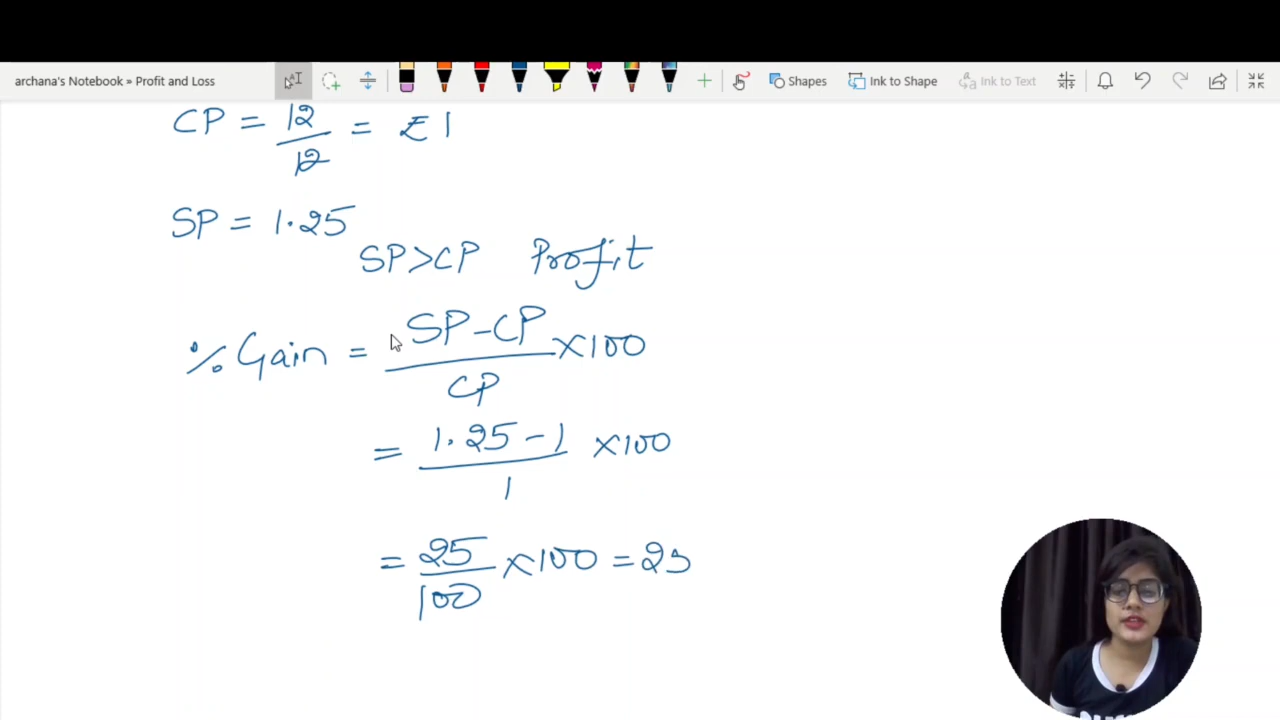 archana's Notebook » Profit and Loss
Shapes Ink to Shape Ink to Text
CP = 12/12 = ₹ 1
SP = 1.25
SP>CP Profit
% Gain = SP-CP/CP ×100
= 1.25-1/1 ×100
= 25/100 ×100 = 25